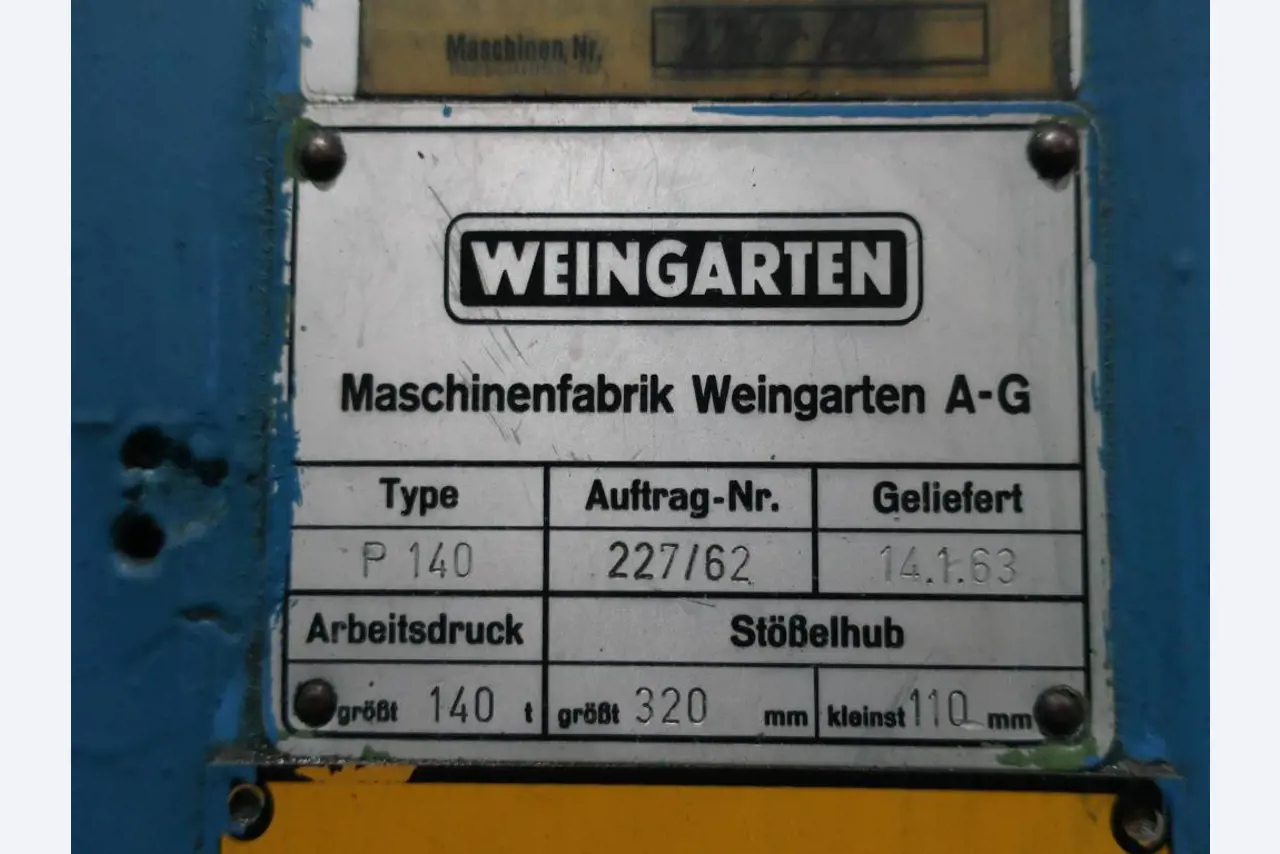 Maschinen, Nr.
WEINGARTEN
Maschinenfabrik Weingarten A-G
Type Auftrag-Nr. Geliefert
P 140 227/62 14.1.63
Arbeitsdruck Stößelhub
größt 140 t größt 320 mm kleinst 110 mm